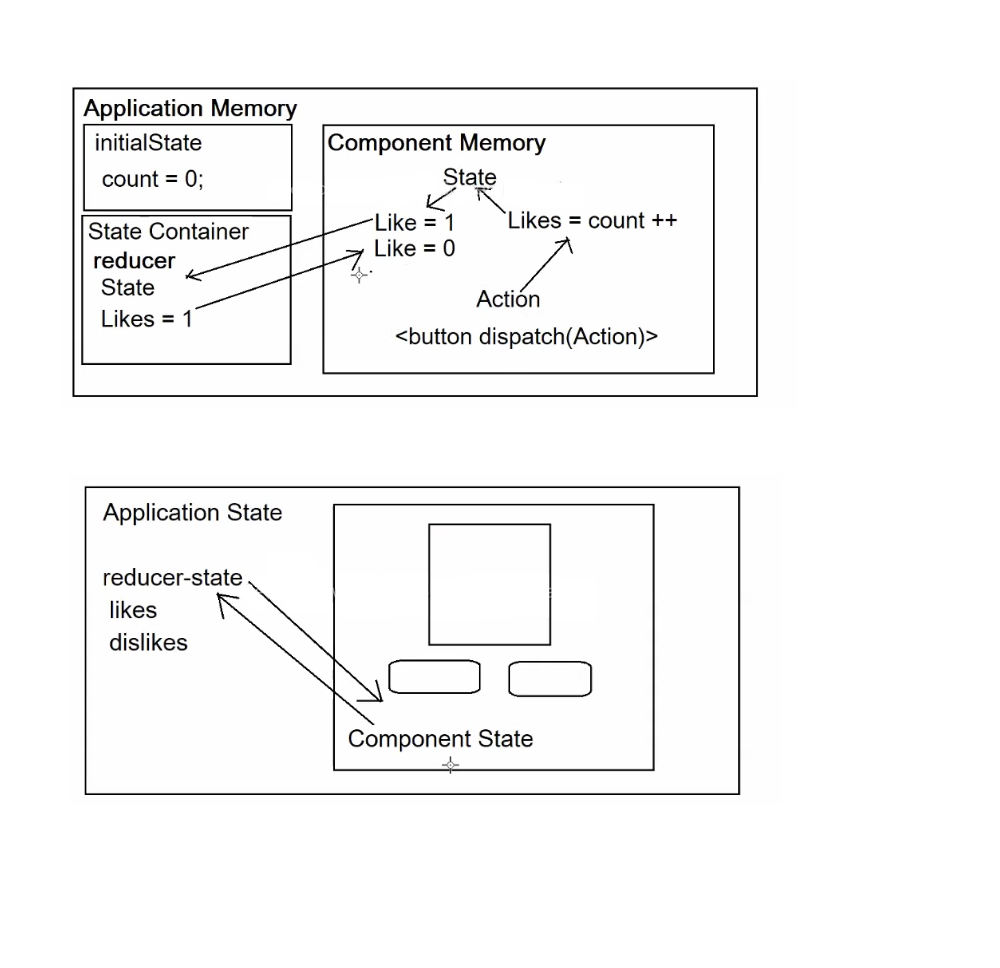 Application Memory
initialState
count = 0;
State Container
reducer
State
Likes = 1
Component Memory
State
Like = 1
Likes = count ++
Like = 0
Action
<button dispatch(Action)>
Application State
reducer-state
likes
dislikes
Component State